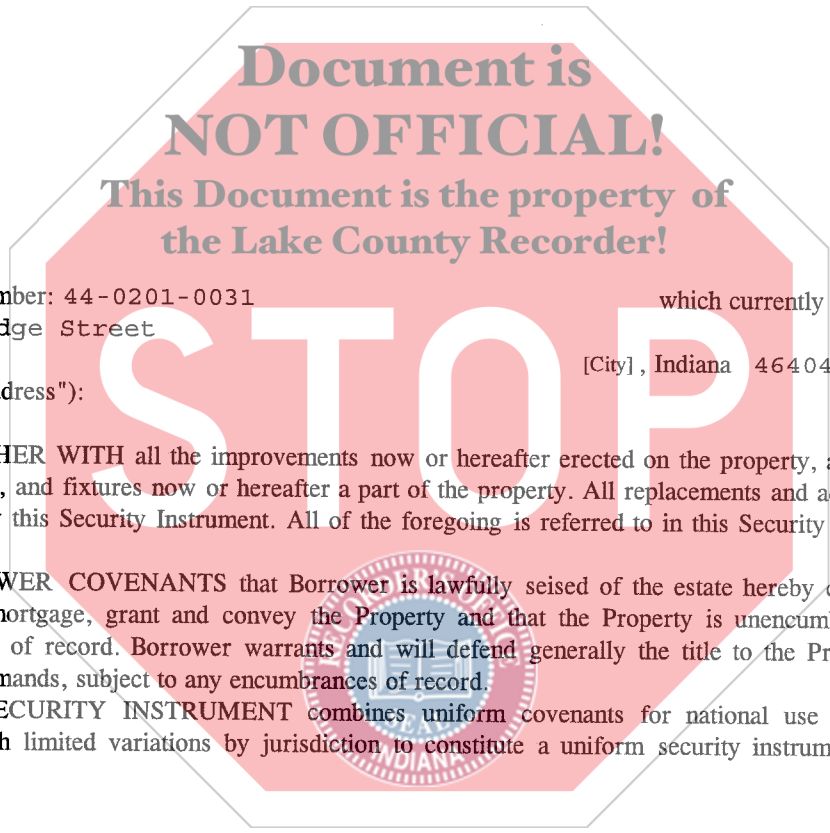 Document is
NOT OFFICIAL!
This Document is the property of
the Lake County Recorder!
mber: 44-0201-0031 which currently
dge Street
[City] , Indiana 46404
dress"):
STOP
HER WITH all the improvements now or hereafter erected on the property, a
, and fixtures now or hereafter a part of the property. All replacements and a
this Security Instrument. All of the foregoing is referred to in this Security
WER COVENANTS that Borrower is lawfully seised of the estate hereby
mortgage, grant and convey the Property and that the Property is unencumb
of record. Borrower warrants and will defend generally the title to the Pr
mands, subject to any encumbrances of record.
ECURITY INSTRUMENT combines uniform covenants for national use
h limited variations by jurisdiction to constitute a uniform security instrum
RECORDER'S OFFICE
SEAL
INDIANA